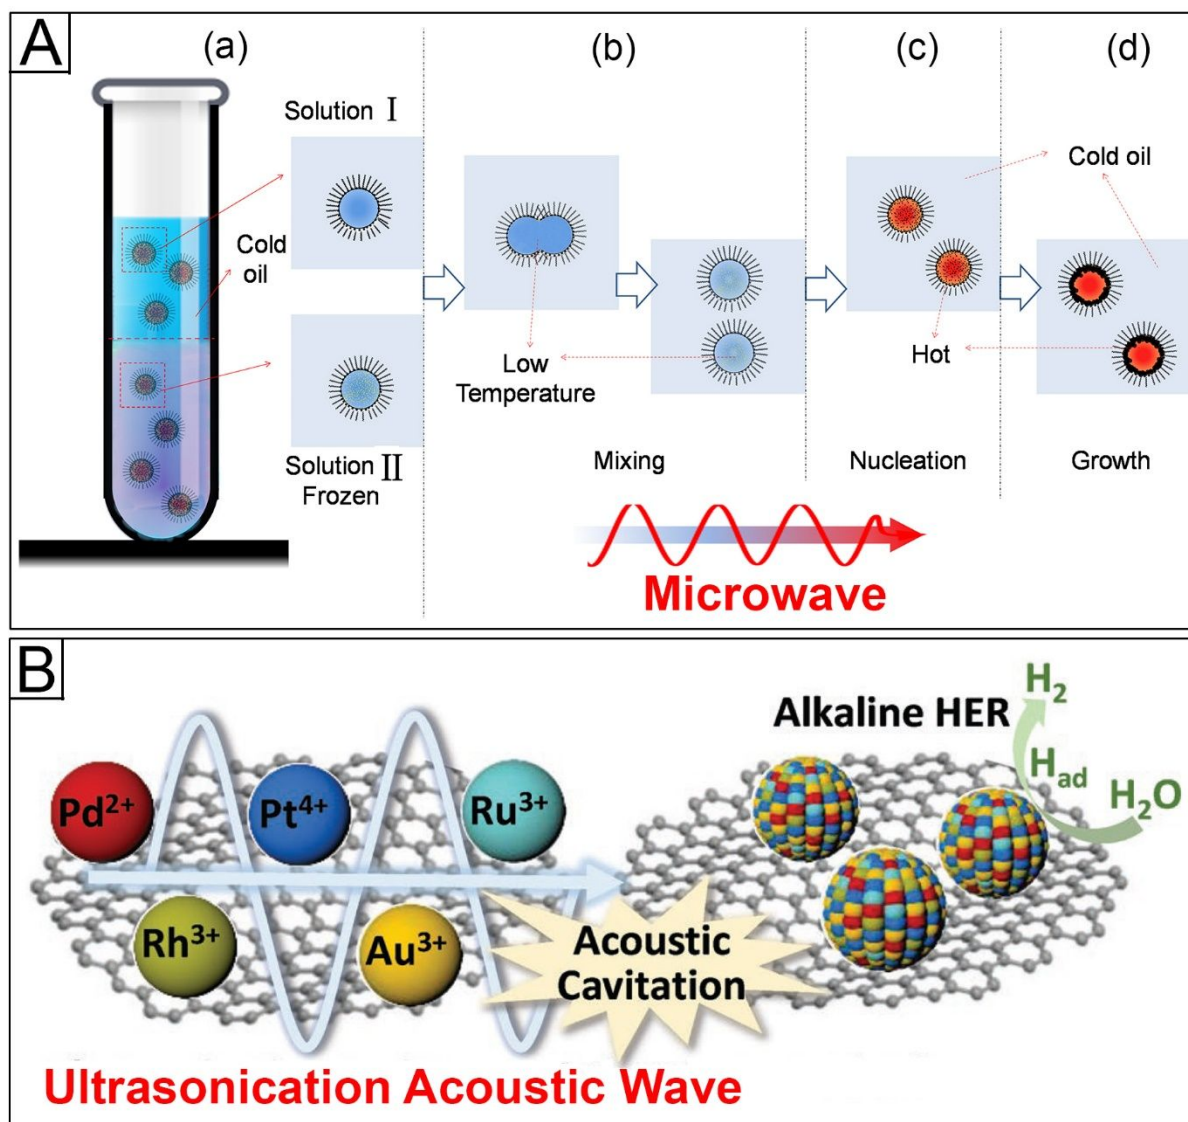 A
(a)
(b)
(c)
(d)
Solution I
Cold
oil
Solution II
Frozen
Low
Temperature
Mixing
Hot
Nucleation
Cold oil
Growth
Microwave
B
Pd2+
Pt4+
Ru3+
Rh3+
Au3+
Acoustic
Cavitation
Alkaline HER
H2
Had
H2O
Ultrasonication Acoustic Wave